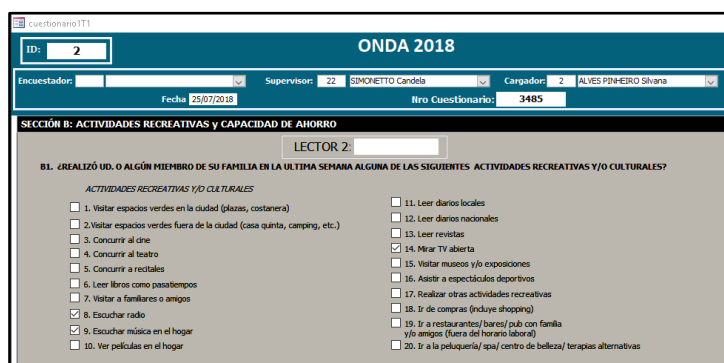 cuestionario1T1
ID: 2
ONDA 2018
Encuestador:
Supervisor: 22 SIMONETTO Candela
Cargador: 2 ALVES PINHEIRO Silvana
Fecha 25/07/2018
Nro Cuestionario: 3485
SECCIÓN B: ACTIVIDADES RECREATIVAS y CAPACIDAD DE AHORRO
LECTOR 2:
B1. ¿REALIZÓ UD. O ALGÚN MIEMBRO DE SU FAMILIA EN LA ULTIMA SEMANA ALGUNA DE LAS SIGUIENTES ACTIVIDADES RECREATIVAS Y/O CULTURALES?
ACTIVIDADES RECREATIVAS Y/O CULTURALES
1. Visitar espacios verdes en la ciudad (plazas, costanera)
2.Visitar espacios verdes fuera de la ciudad (casa quinta, camping, etc.)
3. Concurrir al cine
4. Concurrir al teatro
5. Concurrir a recitales
6. Leer libros como pasatiempos
7. Visitar a familiares o amigos
8. Escuchar radio
9. Escuchar música en el hogar
10. Ver películas en el hogar
11. Leer diarios locales
12. Leer diarios nacionales
13. Leer revistas
14. Mirar TV abierta
15. Visitar museos y/o exposiciones
16. Asistir a espectáculos deportivos
17. Realizar otras actividades recreativas
18. Ir de compras (incluye shopping)
19. Ir a restaurantes/ bares/ pub con familia
y/o amigos (fuera del horario laboral)
20. Ir a la peluquería/ spa/ centro de belleza/ terapias alternativas